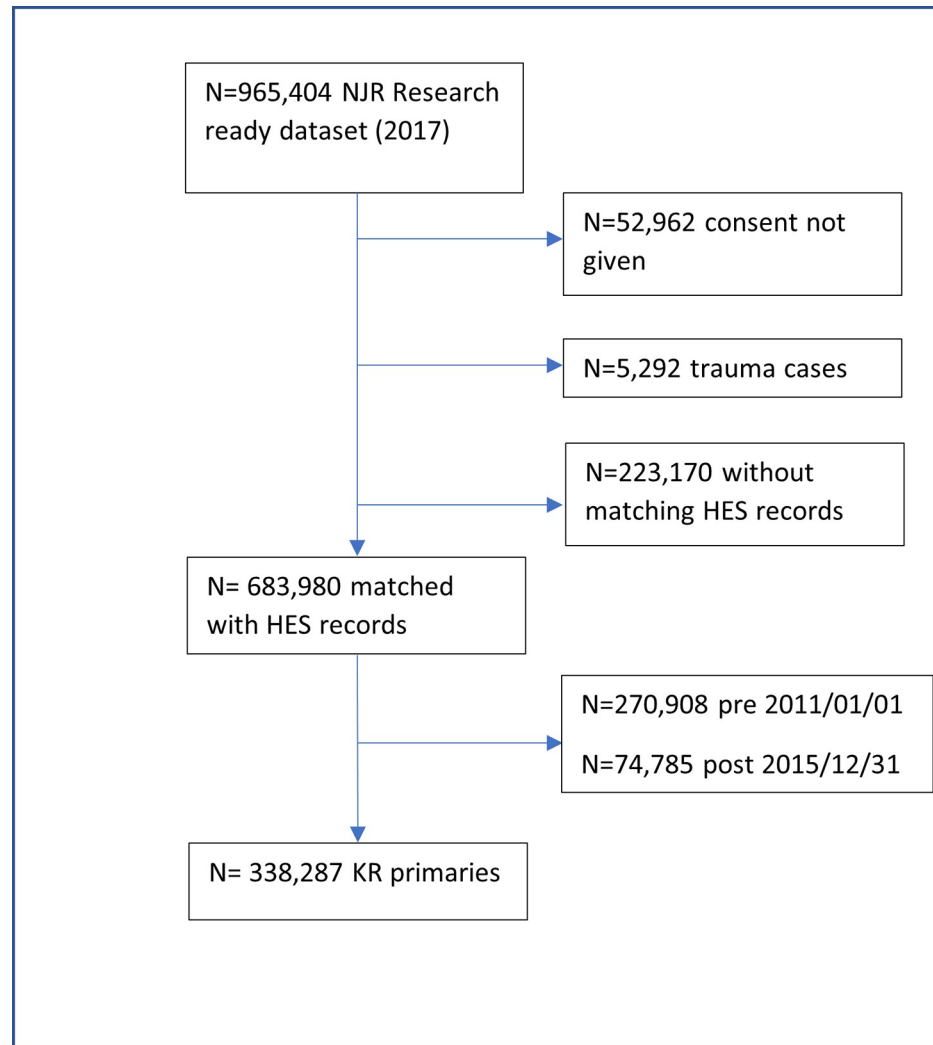 N=965,404 NJR Research
ready dataset (2017)
N=52,962 consent not
given
N=5,292 trauma cases
N=223,170 without
matching HES records
N= 683,980 matched
with HES records
N=270,908 pre 2011/01/01
N=74,785 post 2015/12/31
N= 338,287 KR primaries